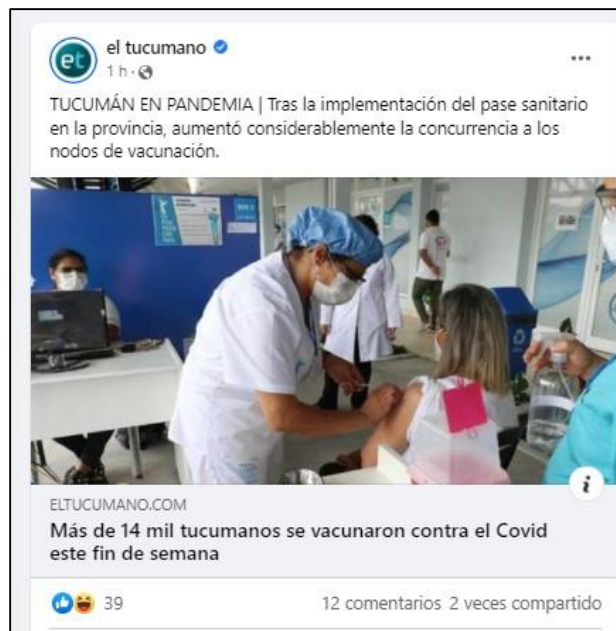 el tucumano
1 h ·
TUCUMÁN EN PANDEMIA | Tras la implementación del pase sanitario
en la provincia, aumentó considerablemente la concurrencia a los
nodos de vacunación.
ELTUCUMANO.COM
Más de 14 mil tucumanos se vacunaron contra el Covid
este fin de semana
39
12 comentarios 2 veces compartido